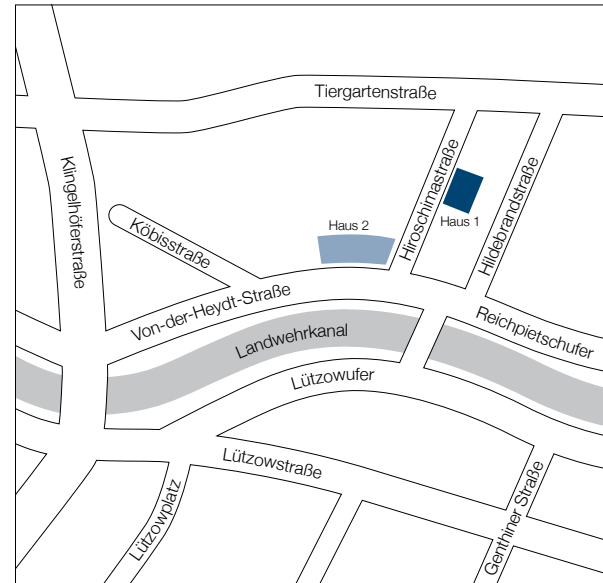 Tiergartenstraße
Klingelhöferstraße
Hiroschimastraße
Hildebrandstraße
Haus 1
Haus 2
Köbisstraße
Von-der-Heydt-Straße
Reichpietschufer
Landwehrkanal
Lützowufer
Lützowstraße
Lützowplatz
Genthiner Straße